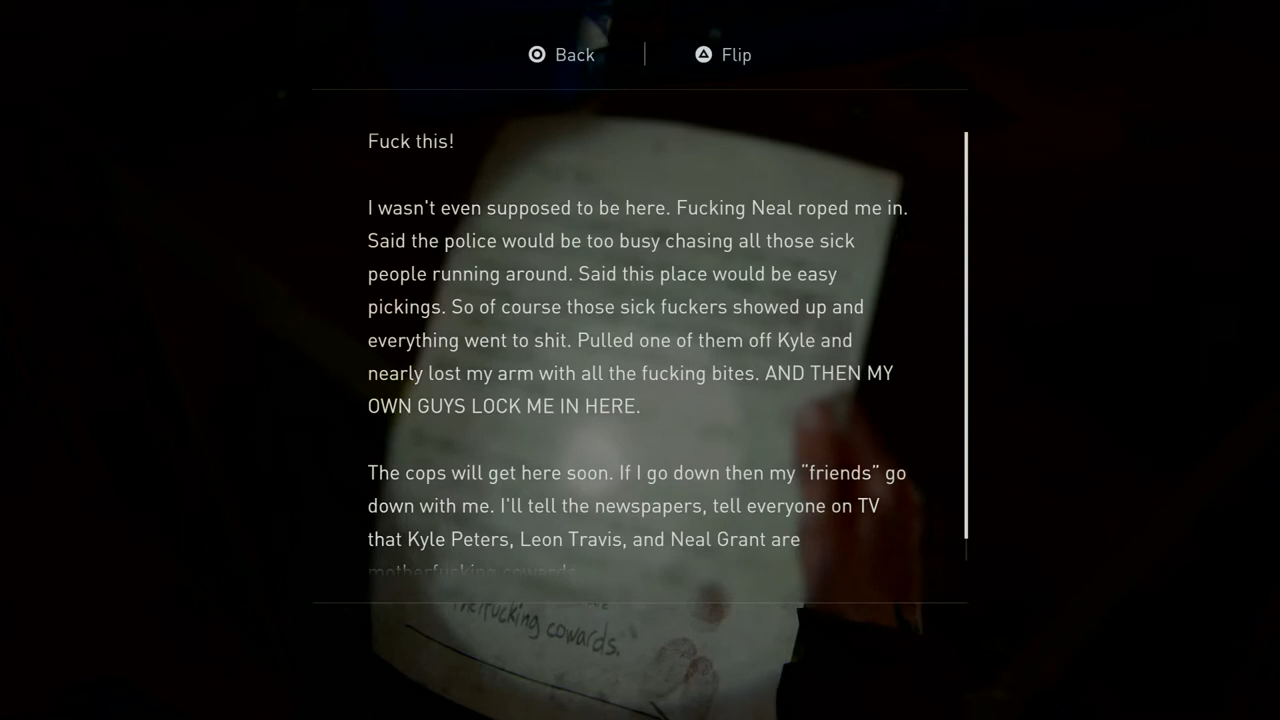 Back
Flip
Fuck this!
I wasn't even supposed to be here. Fucking Neal roped me in.
Said the police would be too busy chasing all those sick
people running around. Said this place would be easy
pickings. So of course those sick fuckers showed up and
everything went to shit. Pulled one of them off Kyle and
nearly lost my arm with all the fucking bites. AND THEN MY
OWN GUYS LOCK ME IN HERE.
The cops will get here soon. If I go down then my “friends” go
down with me. I'll tell the newspapers, tell everyone on TV
that Kyle Peters, Leon Travis, and Neal Grant are
motherfucking cowards.
cowards.